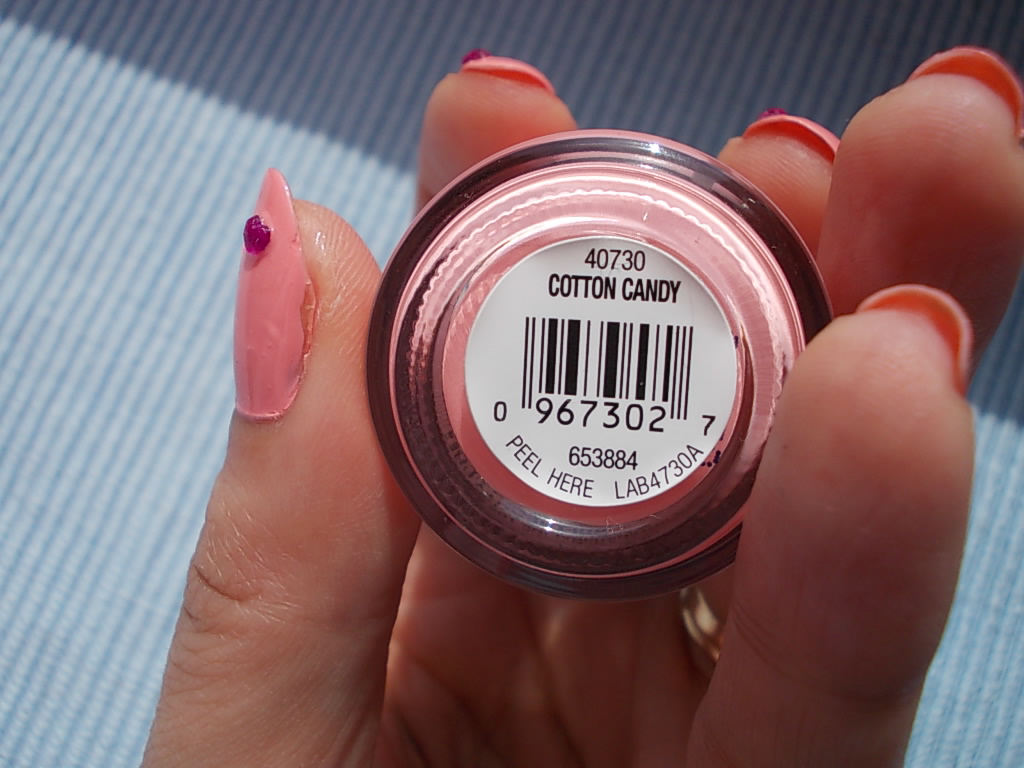 40730
COTTON CANDY
0 967302 7
653884
PEEL HERE LAB4730A